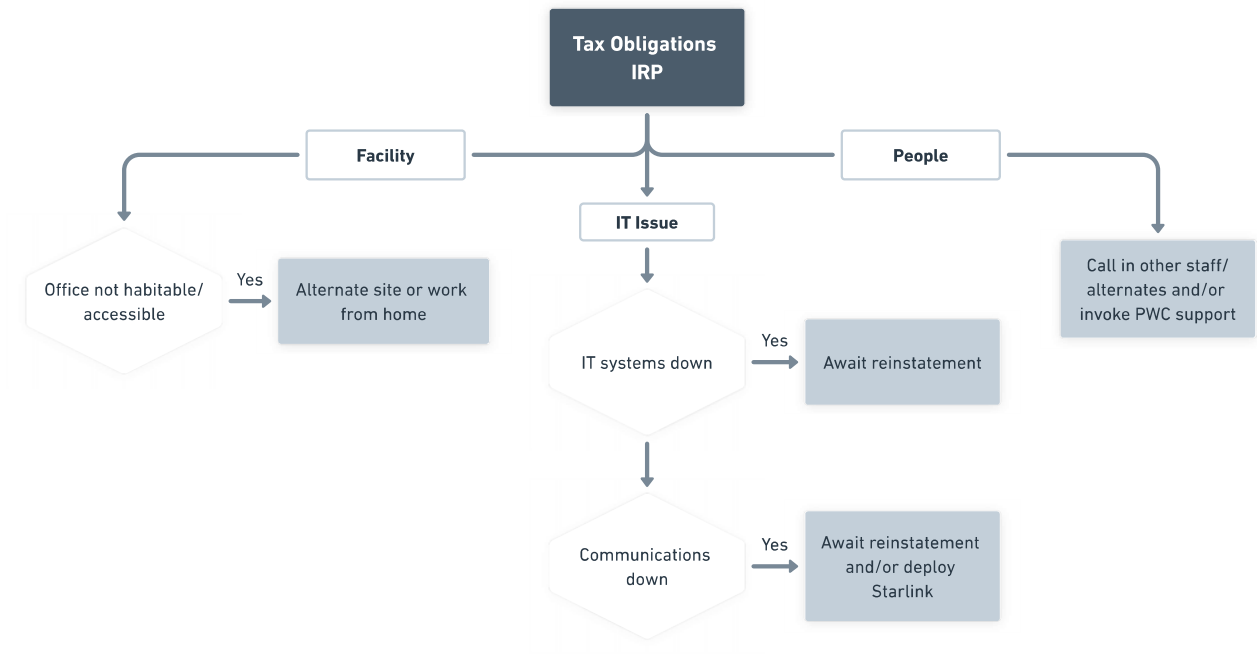 Tax Obligations
IRP
Facility
People
IT Issue
Office not habitable/
accessible
Yes
Alternate site or work
from home
Call in other staff/
alternates and/or
invoke PWC support
IT systems down
Yes
Await reinstatement
Communications
down
Yes
Await reinstatement
and/or deploy
Starlink